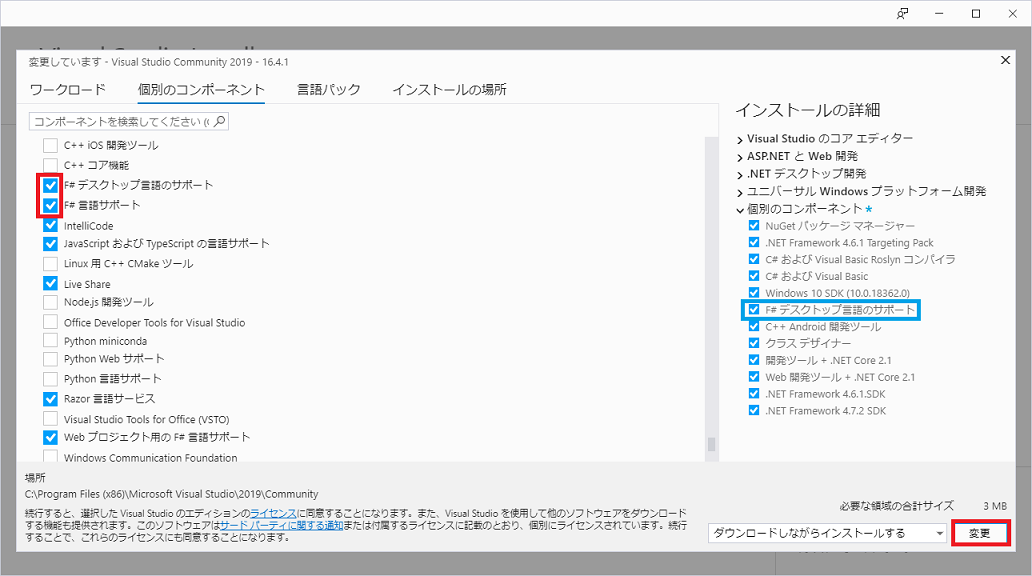 変更しています - Visual Studio Community 2019 - 16.4.1
ワークロード
個別のコンポーネント
言語パック
インストールの場所
コンポーネントを検索してください (
C++ iOS 開発ツール
C++ コア機能
F# デスクトップ言語のサポート
F# 言語サポート
IntelliCode
JavaScript および TypeScript の言語サポート
Linux 用 C++ CMake ツール
Live Share
Node.js 開発ツール
Office Developer Tools for Visual Studio
Python miniconda
Python Web サポート
Python 言語サポート
Razor 言語サービス
Visual Studio Tools for Office (VSTO)
Web プロジェクト用の F# 言語サポート
Windows Communication Foundation
インストールの詳細
Visual Studio のコア エディター
ASP.NET と Web 開発
.NET デスクトップ開発
ユニバーサル Windows プラットフォーム開発
個別のコンポーネント *
NuGet パッケージ マネージャー
.NET Framework 4.6.1 Targeting Pack
C# および Visual Basic Roslyn コンパイラ
C# および Visual Basic
Windows 10 SDK (10.0.18362.0)
F# デスクトップ言語のサポート
C++ Android 開発ツール
クラス デザイナー
開発ツール + .NET Core 2.1
Web 開発ツール + .NET Core 2.1
.NET Framework 4.6.1.SDK
.NET Framework 4.7.2 SDK
場所
C:\Program Files (x86)\Microsoft Visual Studio\2019\Community
続行すると、選択した Visual Studio のエディションのライセンスに同意することになります。また、Visual Studio を使用して他のソフトウェアをダウンロード
する機能も提供されます。このソフトウェアはサード パーティに関する通知または付属するライセンスに記載のとおり、個別にライセンスされています。続行
することで、これらのライセンスにも同意することになります。
必要な領域の合計サイズ 3 MB
ダウンロードしながらインストールする
変更